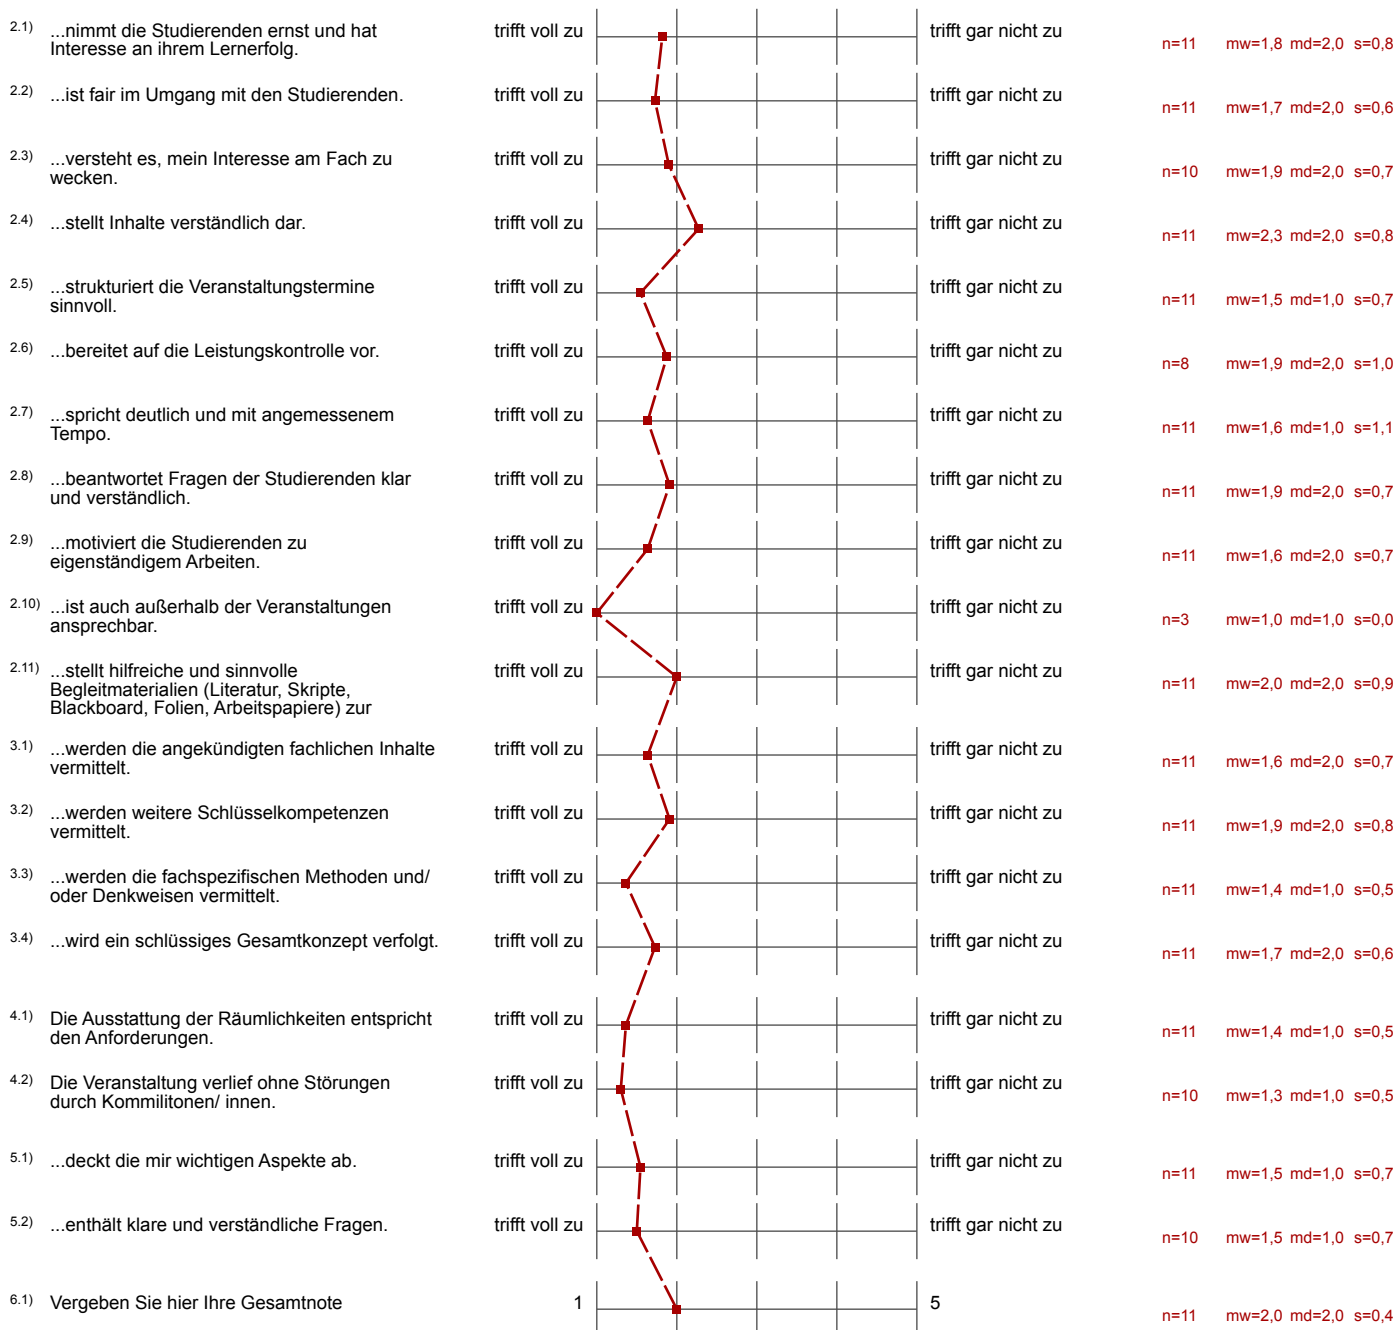 2.1) ...nimmt die Studierenden ernst und hat
Interesse an ihrem Lernerfolg.
trifft voll zu trifft gar nicht zu
n=11 mw=1,8 md=2,0 s=0,8
2.2) ...ist fair im Umgang mit den Studierenden.
trifft voll zu trifft gar nicht zu
n=11 mw=1,7 md=2,0 s=0,6
2.3) ...versteht es, mein Interesse am Fach zu
wecken.
trifft voll zu trifft gar nicht zu
n=10 mw=1,9 md=2,0 s=0,7
2.4) ...stellt Inhalte verständlich dar.
trifft voll zu trifft gar nicht zu
n=11 mw=2,3 md=2,0 s=0,8
2.5) ...strukturiert die Veranstaltungstermine
sinnvoll.
trifft voll zu trifft gar nicht zu
n=11 mw=1,5 md=1,0 s=0,7
2.6) ...bereitet auf die Leistungskontrolle vor.
trifft voll zu trifft gar nicht zu
n=8 mw=1,9 md=2,0 s=1,0
2.7) ...spricht deutlich und mit angemessenem
Tempo.
trifft voll zu trifft gar nicht zu
n=11 mw=1,6 md=1,0 s=1,1
2.8) ...beantwortet Fragen der Studierenden klar
und verständlich.
trifft voll zu trifft gar nicht zu
n=11 mw=1,9 md=2,0 s=0,7
2.9) ...motiviert die Studierenden zu
eigenständigem Arbeiten.
trifft voll zu trifft gar nicht zu
n=11 mw=1,6 md=2,0 s=0,7
2.10) ...ist auch außerhalb der Veranstaltungen
ansprechbar.
trifft voll zu trifft gar nicht zu
n=3 mw=1,0 md=1,0 s=0,0
2.11) ...stellt hilfreiche und sinnvolle
Begleitmaterialien (Literatur, Skripte,
Blackboard, Folien, Arbeitspapiere) zur
trifft voll zu trifft gar nicht zu
n=11 mw=2,0 md=2,0 s=0,9
3.1) ...werden die angekündigten fachlichen Inhalte
vermittelt.
trifft voll zu trifft gar nicht zu
n=11 mw=1,6 md=2,0 s=0,7
3.2) ...werden weitere Schlüsselkompetenzen
vermittelt.
trifft voll zu trifft gar nicht zu
n=11 mw=1,9 md=2,0 s=0,8
3.3) ...werden die fachspezifischen Methoden und/
oder Denkweisen vermittelt.
trifft voll zu trifft gar nicht zu
n=11 mw=1,4 md=1,0 s=0,5
3.4) ...wird ein schlüssiges Gesamtkonzept verfolgt.
trifft voll zu trifft gar nicht zu
n=11 mw=1,7 md=2,0 s=0,6
4.1) Die Ausstattung der Räumlichkeiten entspricht
den Anforderungen.
trifft voll zu trifft gar nicht zu
n=11 mw=1,4 md=1,0 s=0,5
4.2) Die Veranstaltung verlief ohne Störungen
durch Kommilitonen/ innen.
trifft voll zu trifft gar nicht zu
n=10 mw=1,3 md=1,0 s=0,5
5.1) ...deckt die mir wichtigen Aspekte ab.
trifft voll zu trifft gar nicht zu
n=11 mw=1,5 md=1,0 s=0,7
5.2) ...enthält klare und verständliche Fragen.
trifft voll zu trifft gar nicht zu
n=10 mw=1,5 md=1,0 s=0,7
6.1) Vergeben Sie hier Ihre Gesamtnote
1 5
n=11 mw=2,0 md=2,0 s=0,4